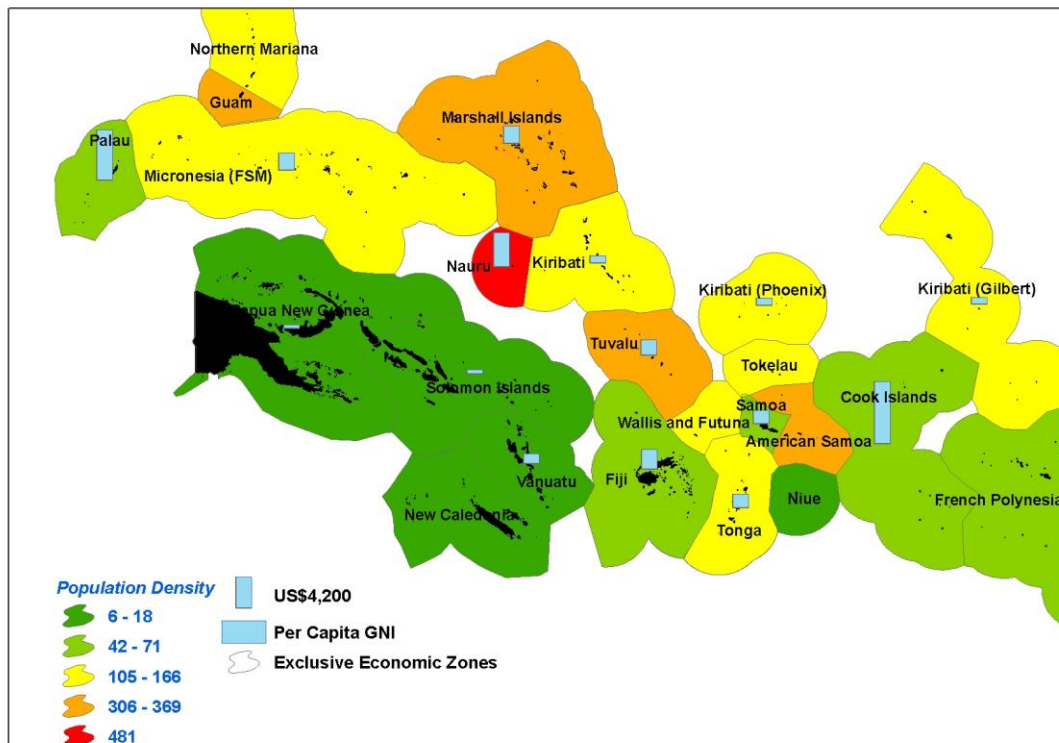 Northern Mariana
Guam
Marshall Islands
Palau
Micronesia (FSM)
Nauru
Kiribati
Kiribati (Phoenix)
Kiribati (Gilbert)
Papua New Guinea
Tuvalu
Tokelau
Solomon Islands
Samoa
Cook Islands
Wallis and Futuna
American Samoa
Vanuatu
Fiji
Niue
French Polynesia
New Caledonia
Tonga
Population Density
6 - 18
42 - 71
105 - 166
306 - 369
481
US$4,200
Per Capita GNI
Exclusive Economic Zones